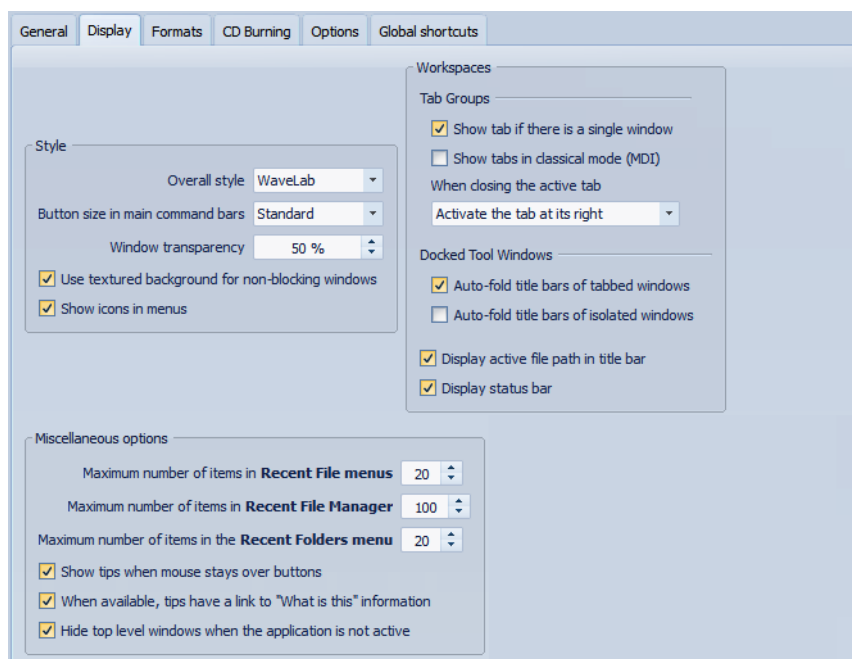 General Display Formats CD Burning Options Global shortcuts
Style
Overall style WaveLab
Button size in main command bars Standard
Window transparency 50 %
Use textured background for non-blocking windows
Show icons in menus
Workspaces
Tab Groups
Show tab if there is a single window
Show tabs in classical mode (MDI)
When closing the active tab
Activate the tab at its right
Docked Tool Windows
Auto-fold title bars of tabbed windows
Auto-fold title bars of isolated windows
Display active file path in title bar
Display status bar
Miscellaneous options
Maximum number of items in Recent File menus 20
Maximum number of items in Recent File Manager 100
Maximum number of items in the Recent Folders menu 20
Show tips when mouse stays over buttons
When available, tips have a link to "What is this" information
Hide top level windows when the application is not active